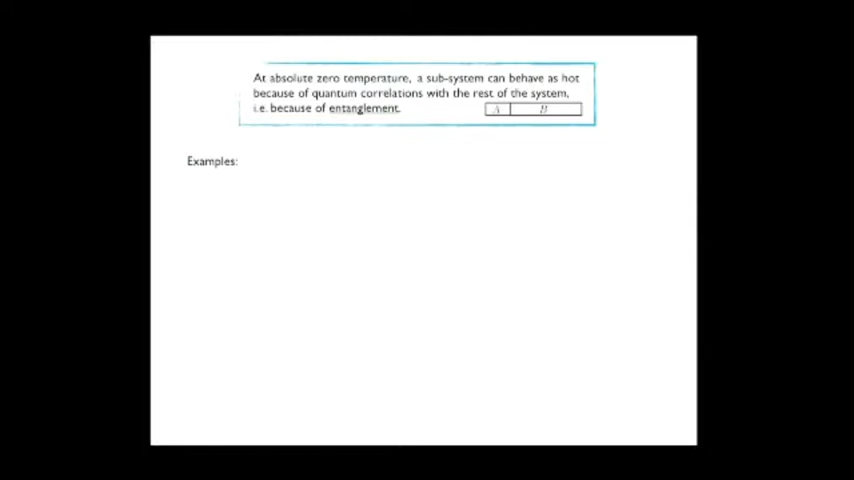 At absolute zero temperature, a sub-system can behave as hot
because of quantum correlations with the rest of the system,
i.e. because of entanglement.
A B
Examples: